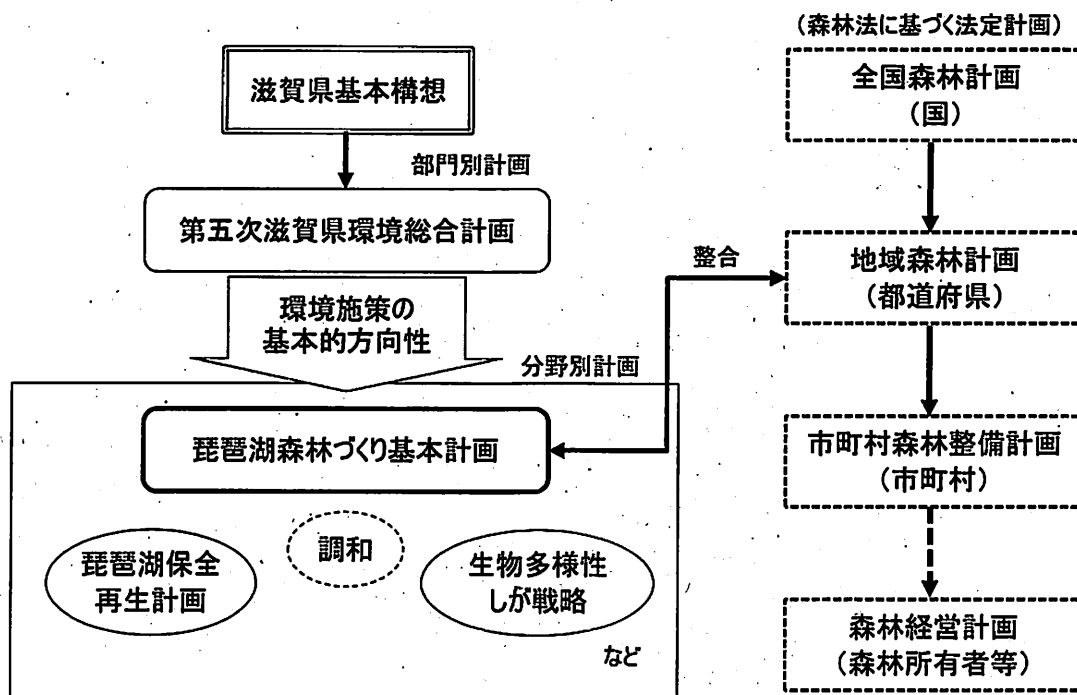 滋賀県基本構想
部門別計画
第五次滋賀県環境総合計画
環境施策の
基本的方向性
分野別計画
琵琶湖森林づくり基本計画
調和
琵琶湖保全
再生計画
生物多様性
しが戦略
など
整合
(森林法に基づく法定計画)
全国森林計画
(国)
地域森林計画
(都道府県)
市町村森林整備計画
(市町村)
森林経営計画
(森林所有者等)